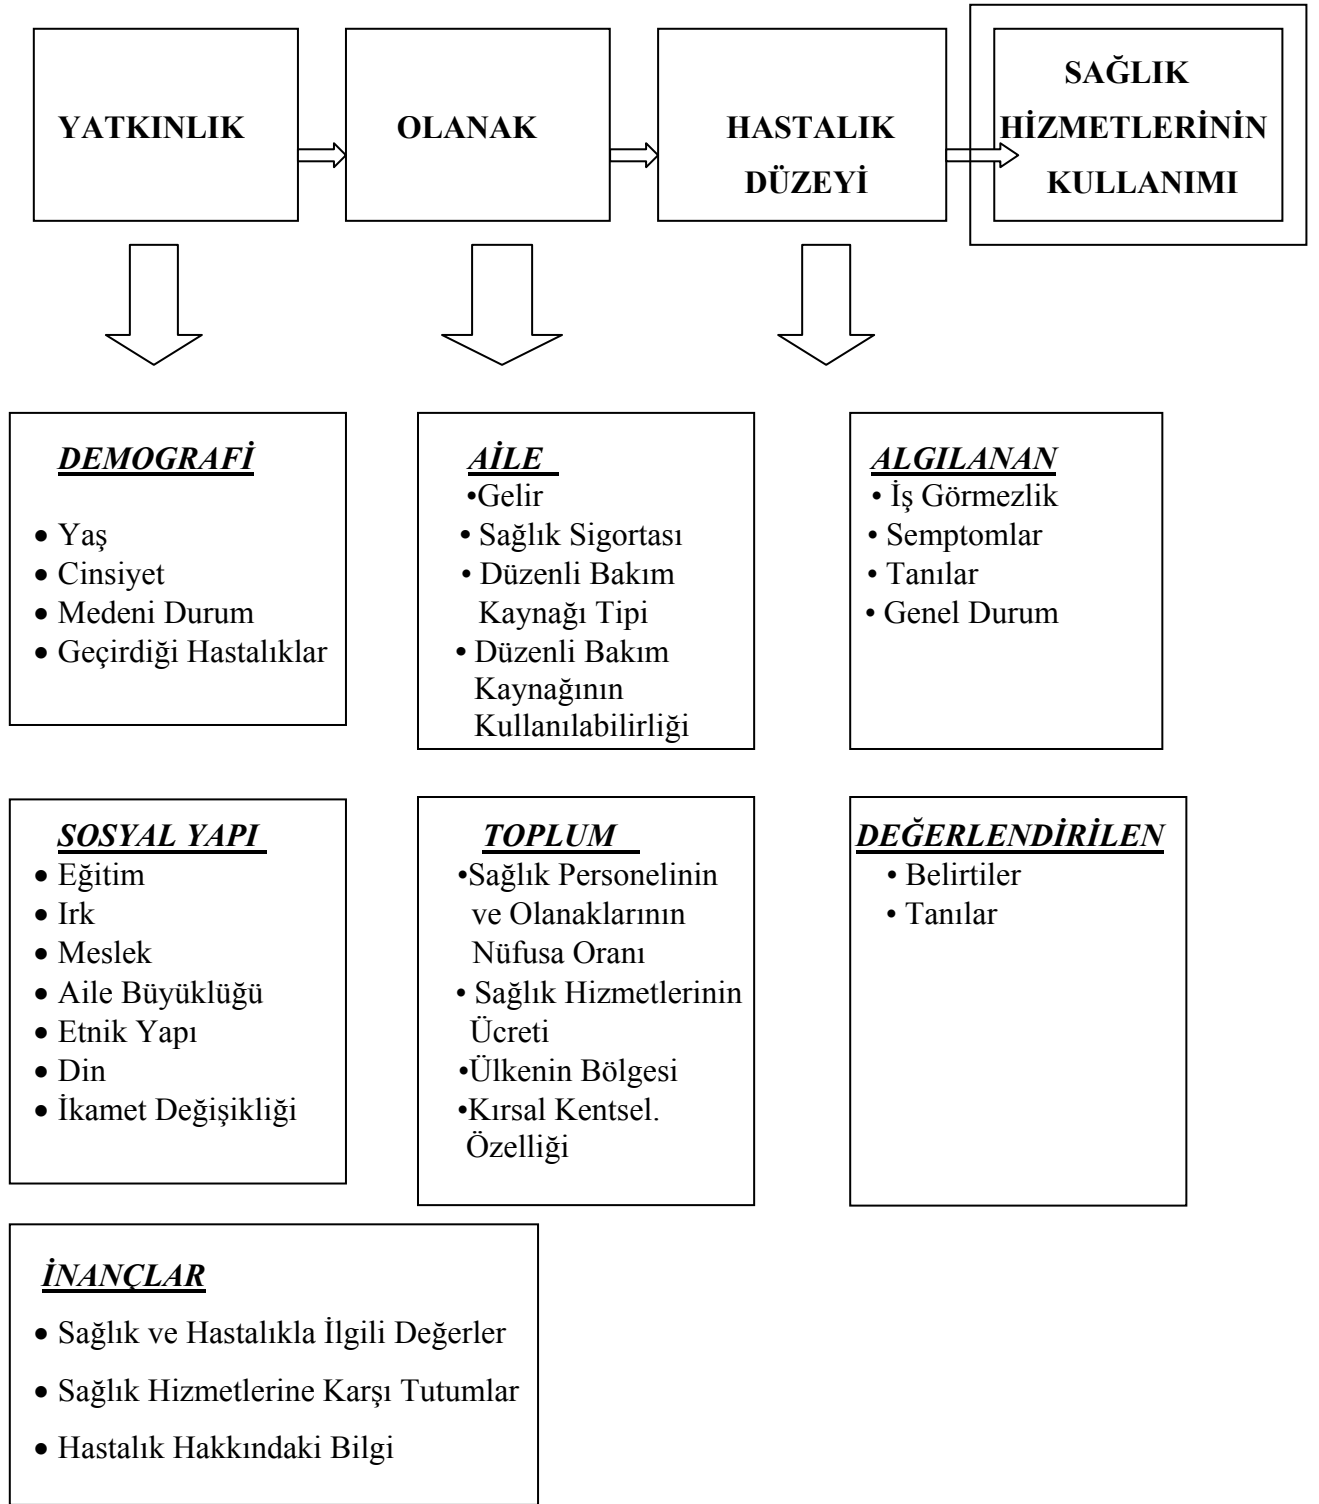 YATKINLIK
OLANAK
HASTALIK
DÜZEYİ
SAĞLIK
HİZMETLERİNİN
KULLANIMI
DEMOGRAFİ
• Yaş
• Cinsiyet
• Medeni Durum
• Geçirdiği Hastalıklar
AİLE
•Gelir
• Sağlık Sigortası
• Düzenli Bakım
Kaynağı Tipi
• Düzenli Bakım
Kaynağının
Kullanılabilirliği
ALGILANAN
• İş Görmezlik
• Semptomlar
• Tanılar
• Genel Durum
SOSYAL YAPI
• Eğitim
• Irk
• Meslek
• Aile Büyüklüğü
• Etnik Yapı
• Din
• İkamet Değişikliği
TOPLUM
•Sağlık Personelinin
ve Olanaklarının
Nüfusa Oranı
• Sağlık Hizmetlerinin
Ücreti
•Ülkenin Bölgesi
•Kırsal Kentsel.
Özelliği
DEĞERLENDİRİLEN
• Belirtiler
• Tanılar
İNANÇLAR
• Sağlık ve Hastalıkla İlgili Değerler
• Sağlık Hizmetlerine Karşı Tutumlar
• Hastalık Hakkındaki Bilgi